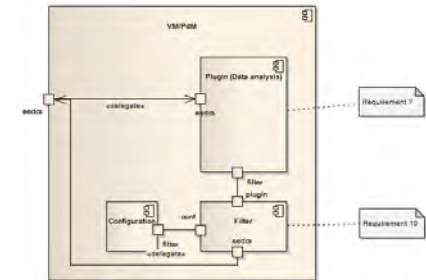 VM/PdM
Plugin (Data analysis)
Requirement 7
«delegate»
eedcs
eedcs
filter
plugin
Configuration
conf
Filter
Requirement 10
filter
eedcs
«delegate»